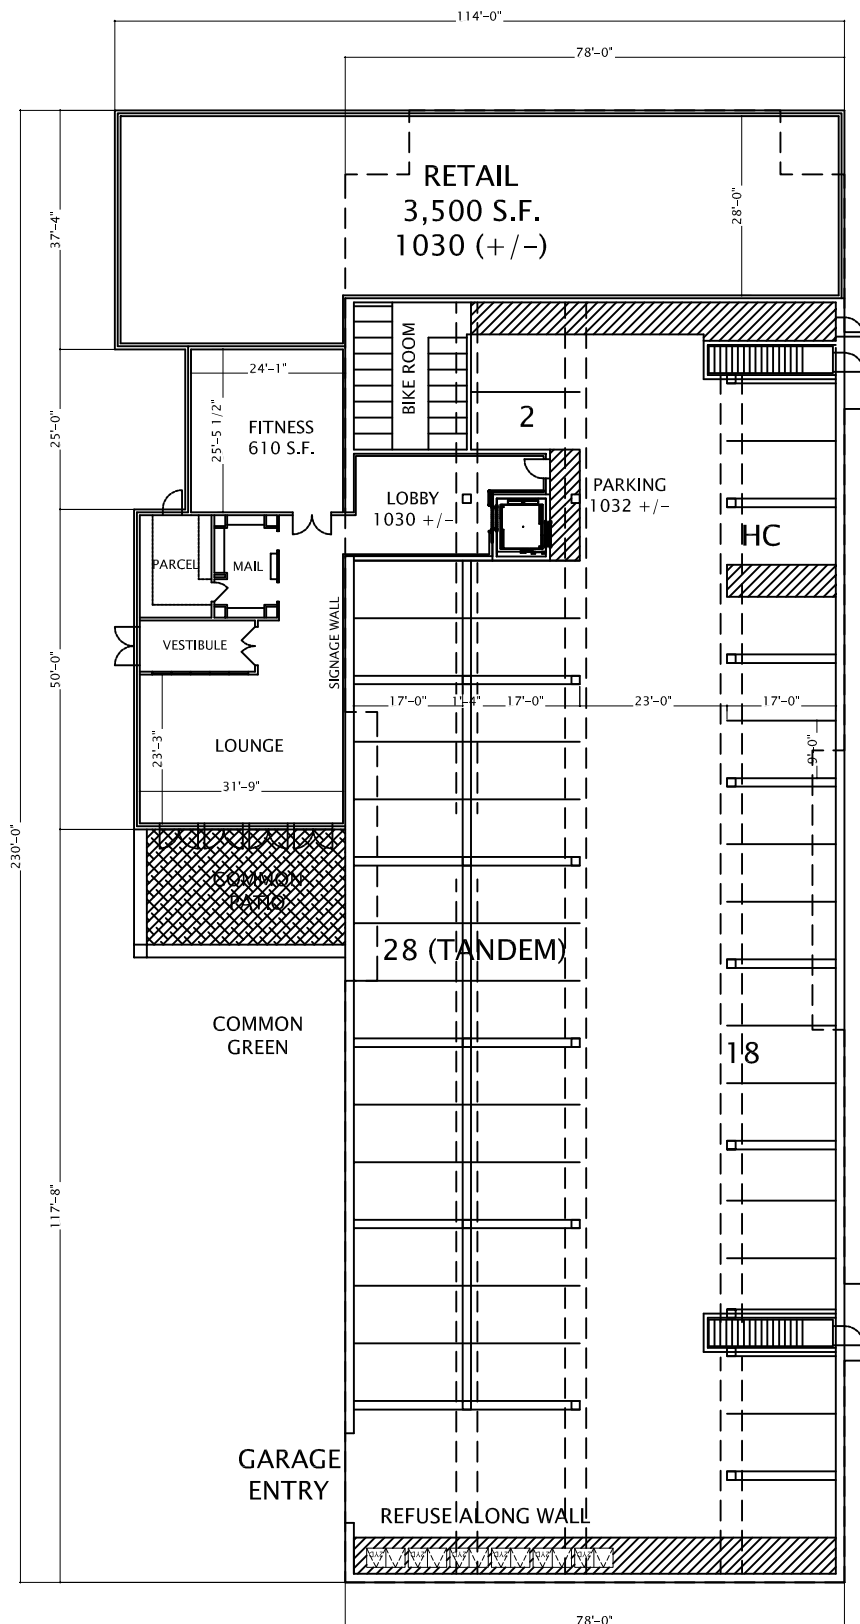 114'-0"
78'-0"
RETAIL
3,500 S.F.
1030 (+/-)
28'-0"
37'-4"
24'-1"
FITNESS
610 S.F.
25'-5 1/2"
25'-0"
BIKE ROOM
2
LOBBY
1030 +/-
PARKING
1032 +/-
HC
PARCEL
MAIL
VESTIBULE
SIGNAGE WALL
50'-0"
17'-0"
1'-4"
17'-0"
23'-0"
17'-0"
9'-0"
LOUNGE
23'-3"
31'-9"
230'-0"
COMMON
PATIO
28 (TANDEM)
COMMON
GREEN
18
117'-8"
GARAGE
ENTRY
REFUSE ALONG WALL
78'-0"